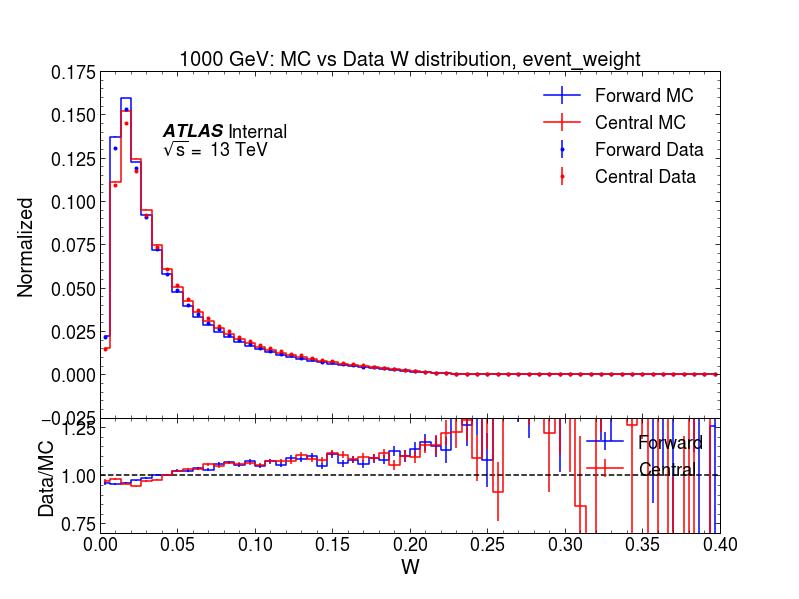 1000 GeV: MC vs Data W distribution, event_weight
0.175
0.150
0.125
0.100
0.075
0.050
0.025
0.000
−0.025
Normalized
ATLAS Internal
√s = 13 TeV
Forward MC
Central MC
Forward Data
Central Data
1.25
1.00
0.75
Data/MC
Forward
Central
0.00 0.05 0.10 0.15 0.20 0.25 0.30 0.35 0.40
W